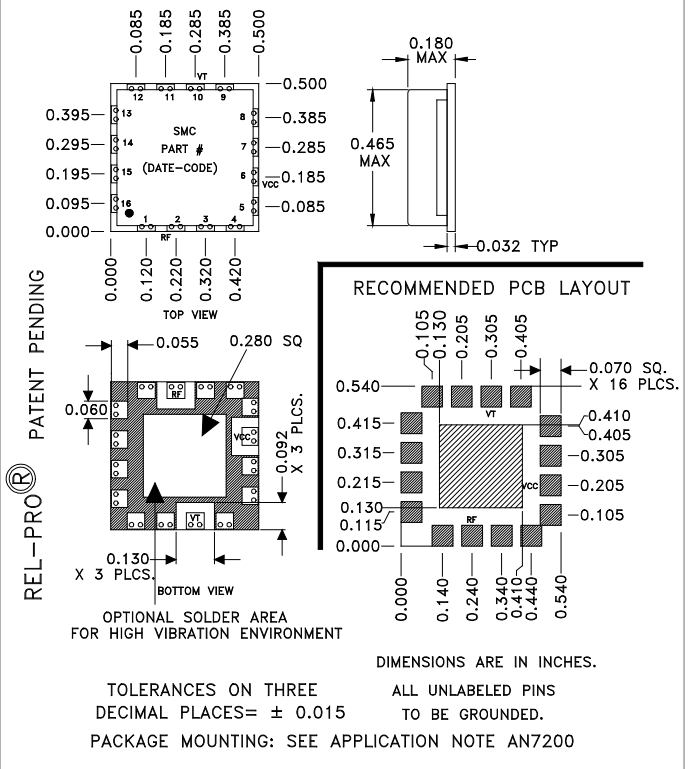 0.085 0.185 0.285 0.385 0.500
0.180
MAX
VT
0.500
12 11 10 9
0.395 13 8 0.385
0.295 14 SMC 7 0.285
PART #
0.465
MAX
0.195 15 (DATE-CODE) 6 0.185
VCC
0.095 16 5 0.085
1 2 3 4
0.000
RF
0.032 TYP
0.000 0.120 0.220 0.320 0.420
TOP VIEW
REL-PRO® PATENT PENDING
RECOMMENDED PCB LAYOUT
0.105 0.130 0.205 0.305 0.405
0.055 0.280 SQ
0.070 SQ.
X 16 PLCS.
0.540
RF
0.060
VT
0.415 0.410
0.405
VCC
0.092
X 3 PLCS.
0.315 0.305
0.215 0.205
VCC
0.130
0.115 0.105
VT
RF
0.000
0.130
X 3 PLCS.
BOTTOM VIEW
0.000 0.140 0.240 0.340 0.410 0.440 0.540
OPTIONAL SOLDER AREA
FOR HIGH VIBRATION ENVIRONMENT
DIMENSIONS ARE IN INCHES.
TOLERANCES ON THREE
DECIMAL PLACES= ± 0.015
ALL UNLABELED PINS
TO BE GROUNDED.
PACKAGE MOUNTING: SEE APPLICATION NOTE AN7200